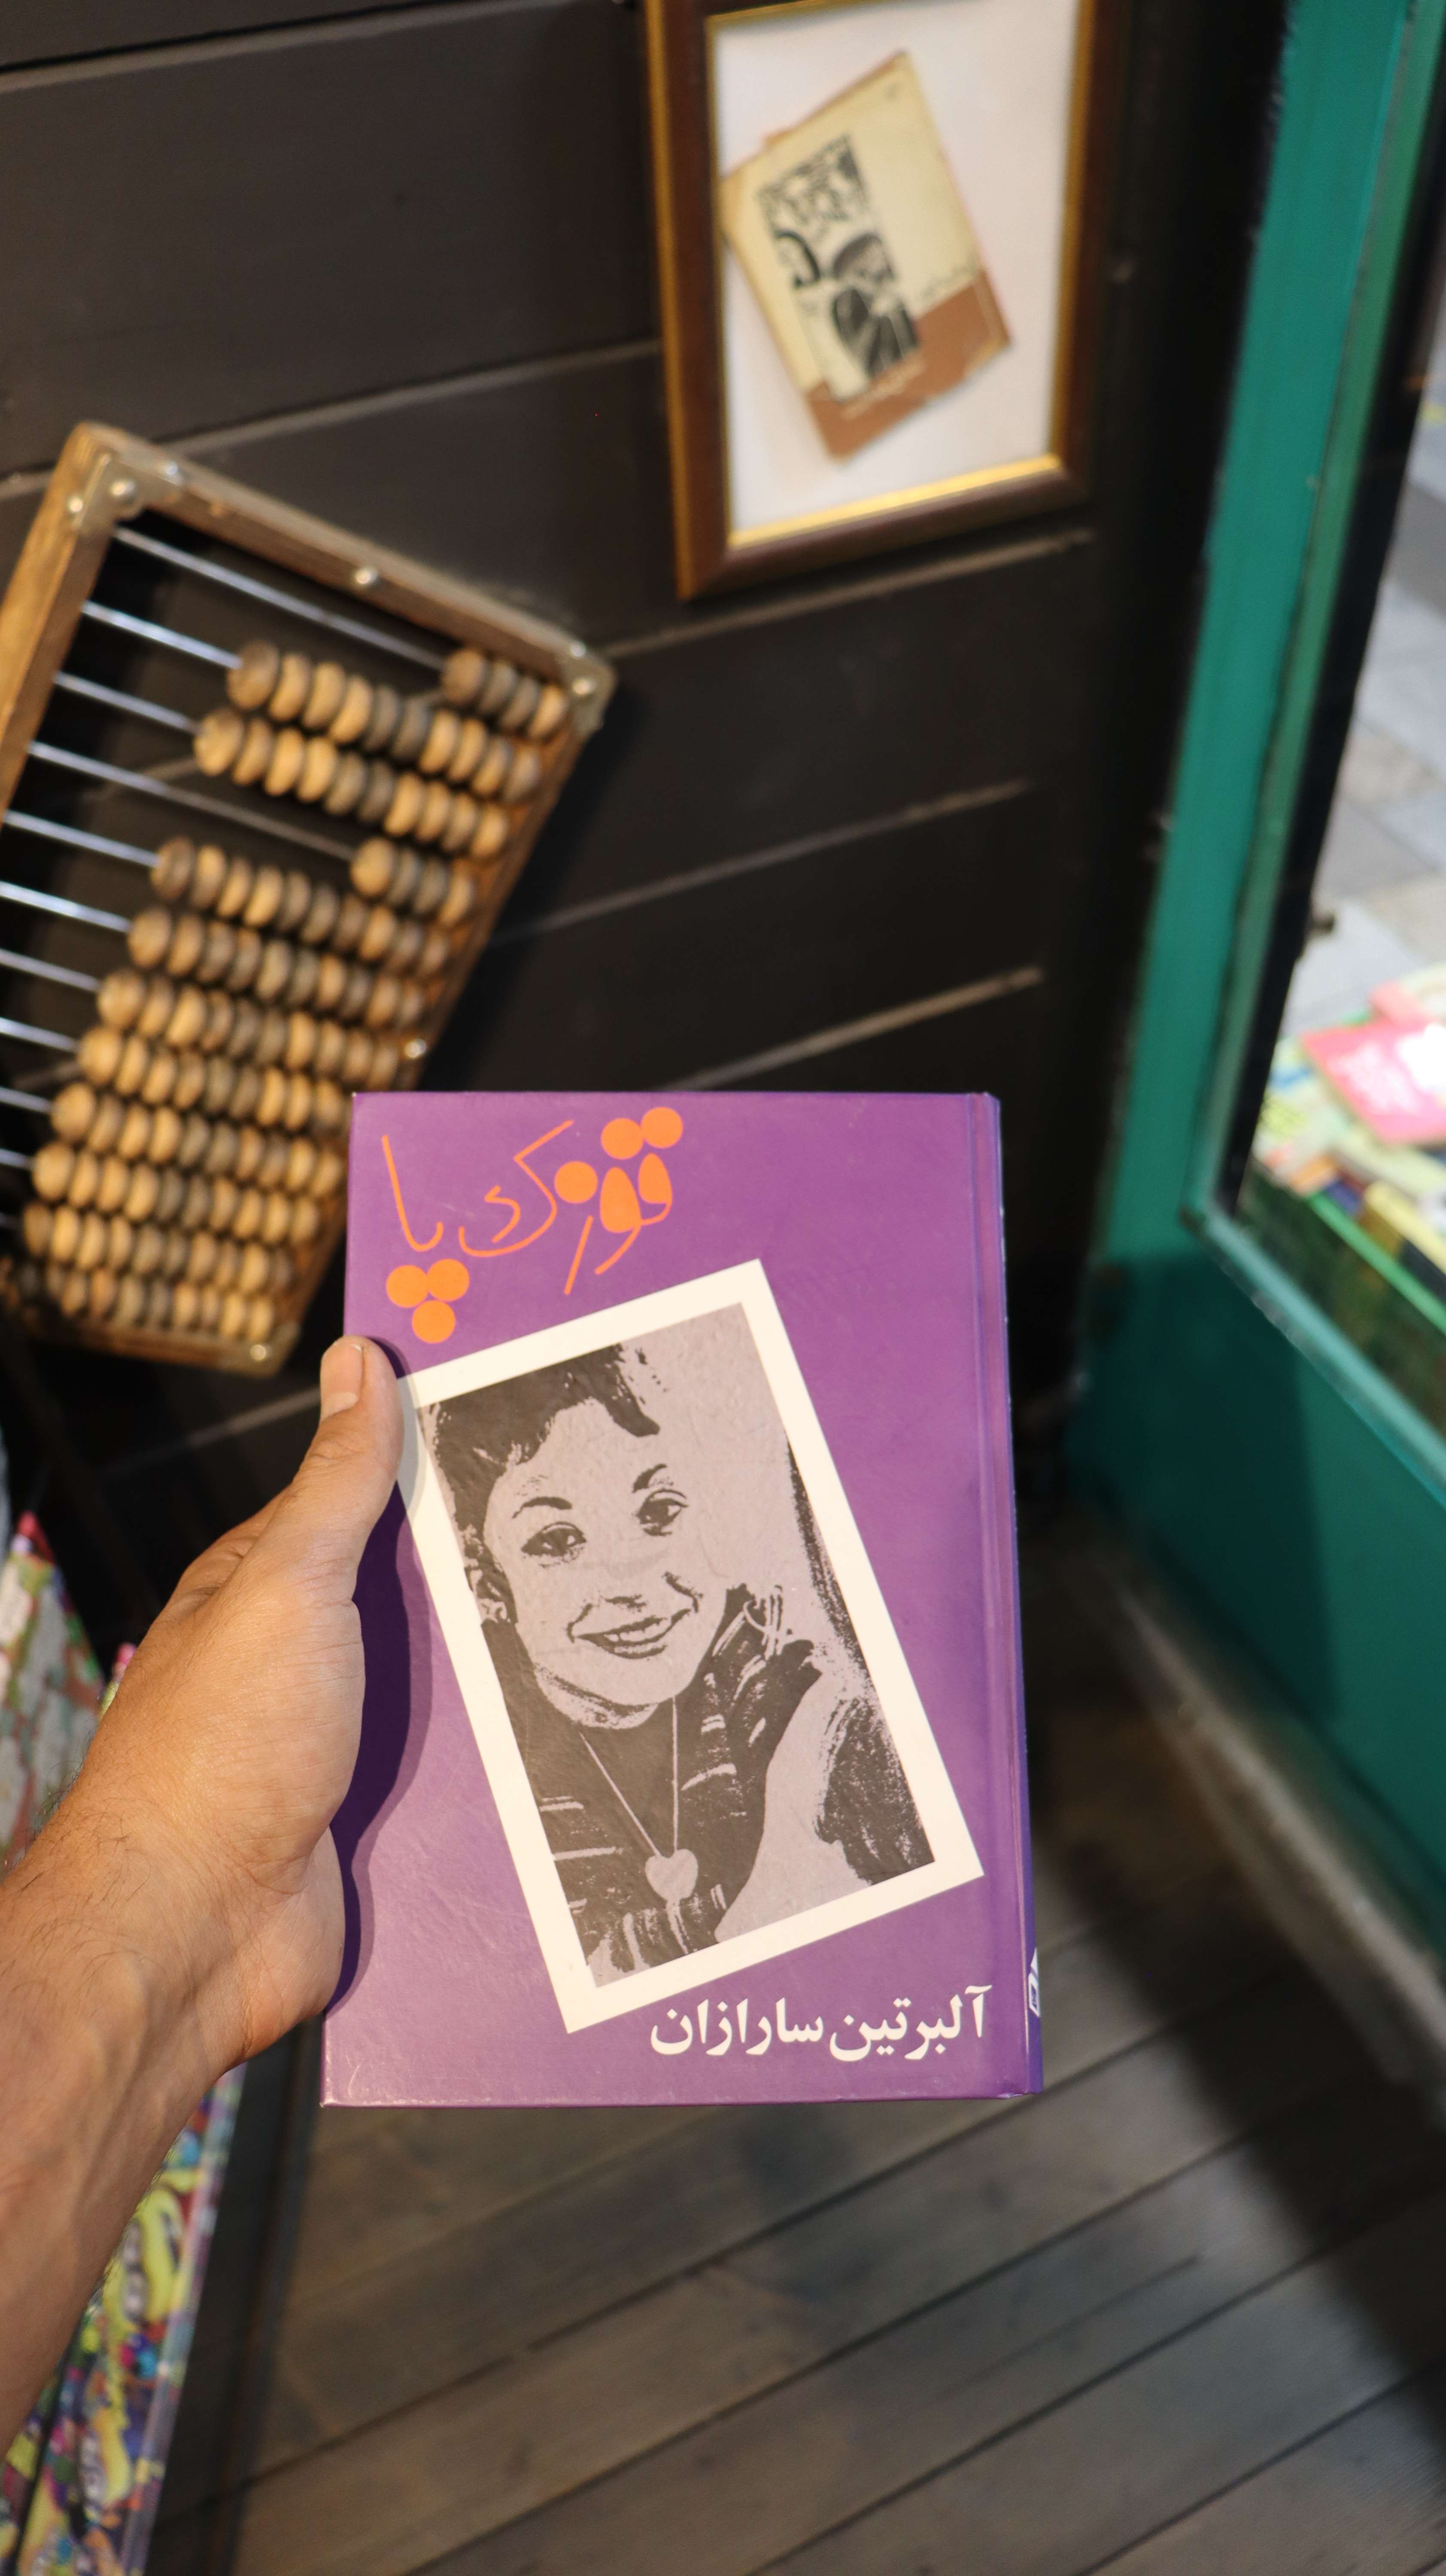 قوزک پا
آلبرتین سارازان